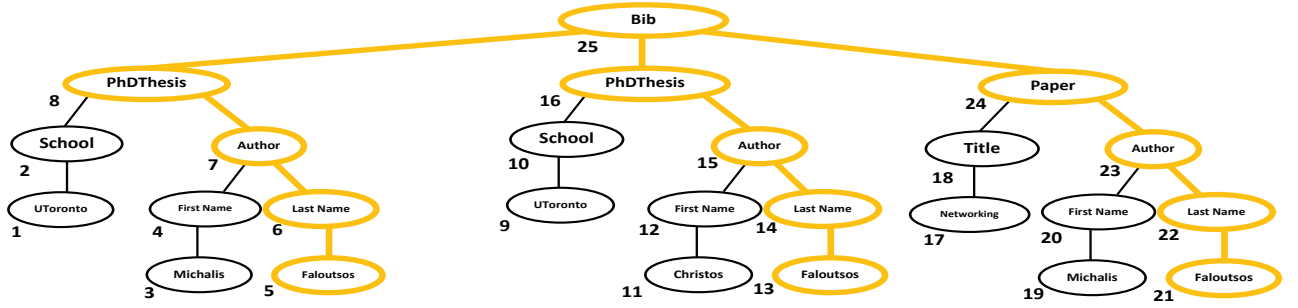 Bib
25
PhDThesis PhDThesis Paper
8 16 24
School Author School Author Title Author
2 7 10 15 18 23
UToronto First Name Last Name UToronto First Name Last Name Networking First Name Last Name
1 4 6 9 12 14 17 20 22
Michalis Faloutsos Christos Faloutsos Michalis Faloutsos
3 5 11 13 19 21